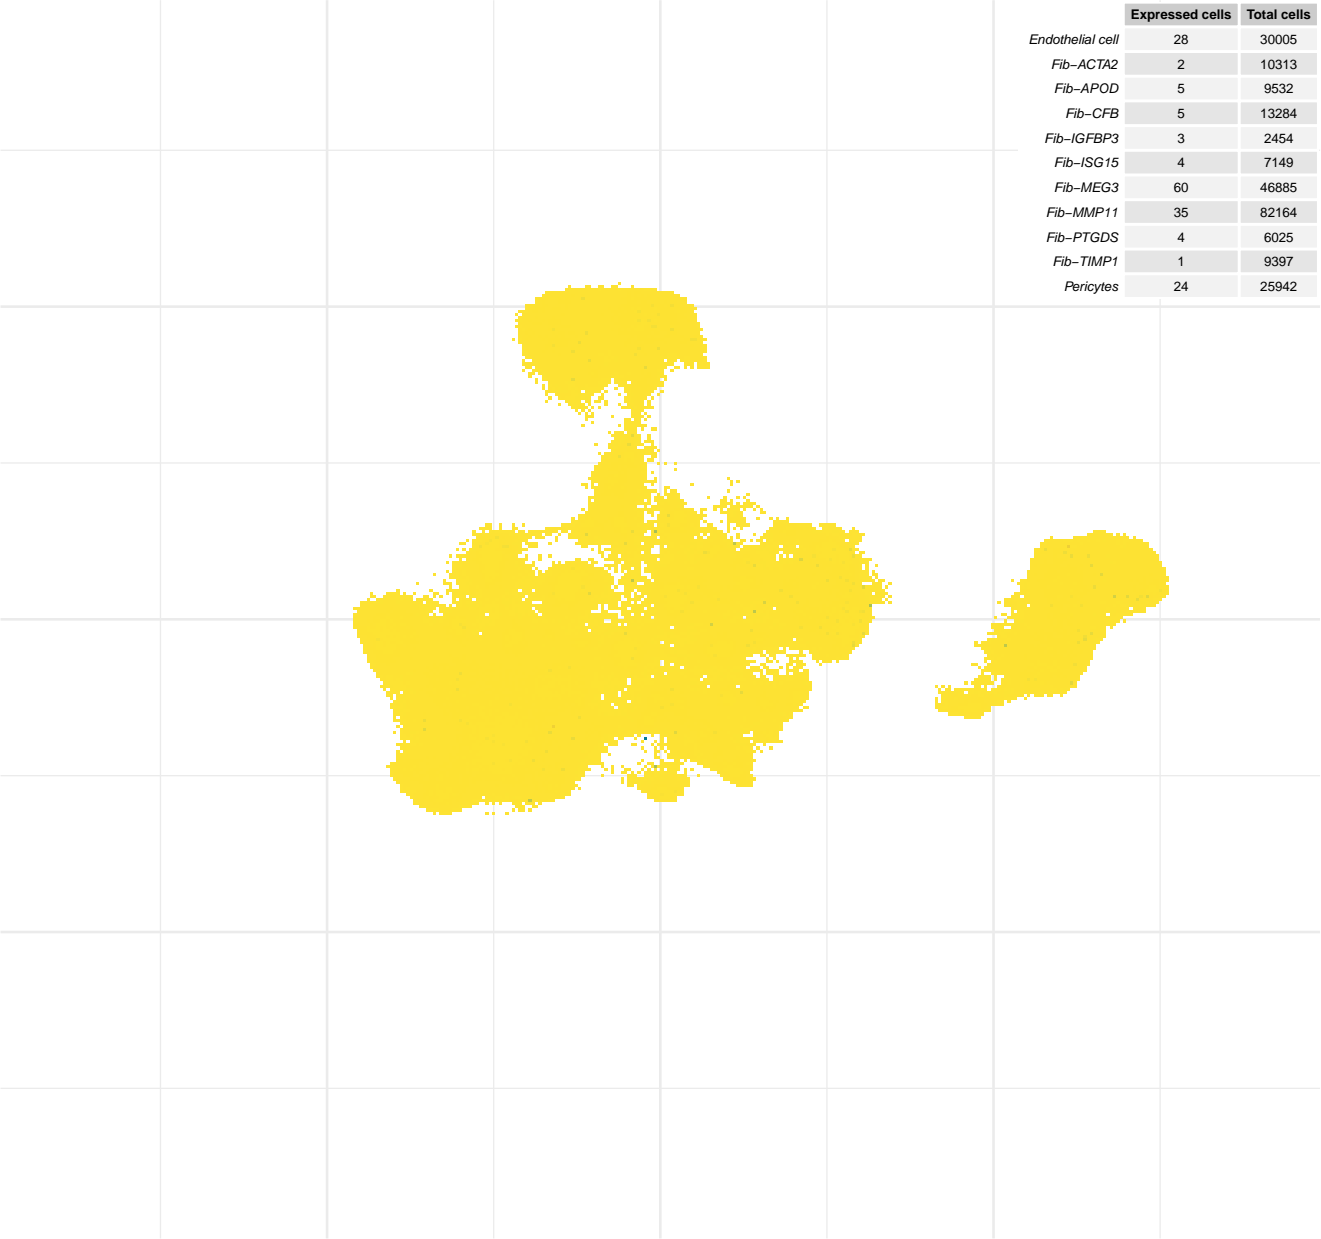 Expressed cells Total cells
Endothelial cell 28 30005
Fib−ACTA2 2 10313
Fib−APOD 5 9532
Fib−CFB 5 13284
Fib−IGFBP3 3 2454
Fib−ISG15 4 7149
Fib−MEG3 60 46885
Fib−MMP11 35 82164
Fib−PTGDS 4 6025
Fib−TIMP1 1 9397
Pericytes 24 25942